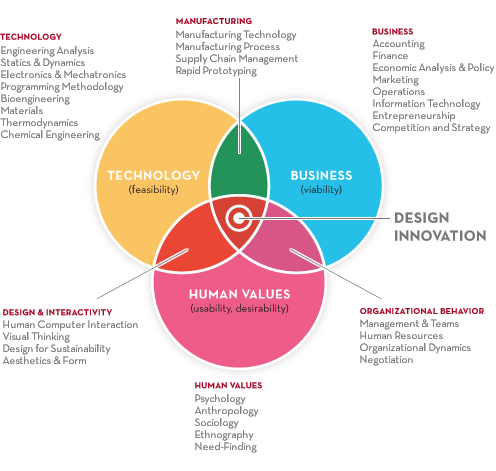 MANUFACTURING
Manufacturing Technology
Manufacturing Process
Supply Chain Management
Rapid Prototyping
TECHNOLOGY
Engineering Analysis
Statics & Dynamics
Electronics & Mechatronics
Programming Methodology
Bioengineering
Materials
Thermodynamics
Chemical Engineering
BUSINESS
Accounting
Finance
Economic Analysis & Policy
Marketing
Operations
Information Technology
Entrepreneurship
Competition and Strategy
TECHNOLOGY
(feasibility)
BUSINESS
(viability)
DESIGN
INNOVATION
HUMAN VALUES
(usability, desirability)
DESIGN & INTERACTIVITY
Human Computer Interaction
Visual Thinking
Design for Sustainability
Aesthetics & Form
ORGANIZATIONAL BEHAVIOR
Management & Teams
Human Resources
Organizational Dynamics
Negotiation
HUMAN VALUES
Psychology
Anthropology
Sociology
Ethnography
Need-Finding